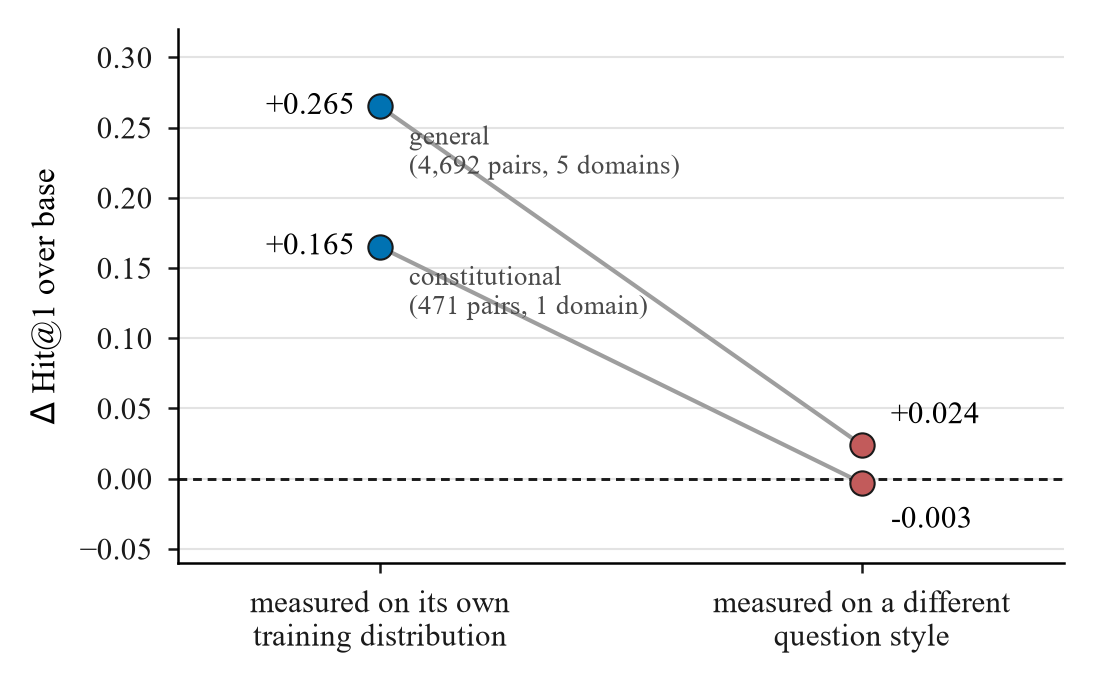 0.30
+0.265
0.25
general
(4,692 pairs, 5 domains)
0.20
+0.165
0.15
constitutional
(471 pairs, 1 domain)
0.10
0.05
+0.024
0.00
-0.003
−0.05
Δ Hit@1 over base
measured on its own
training distribution
measured on a different
question style